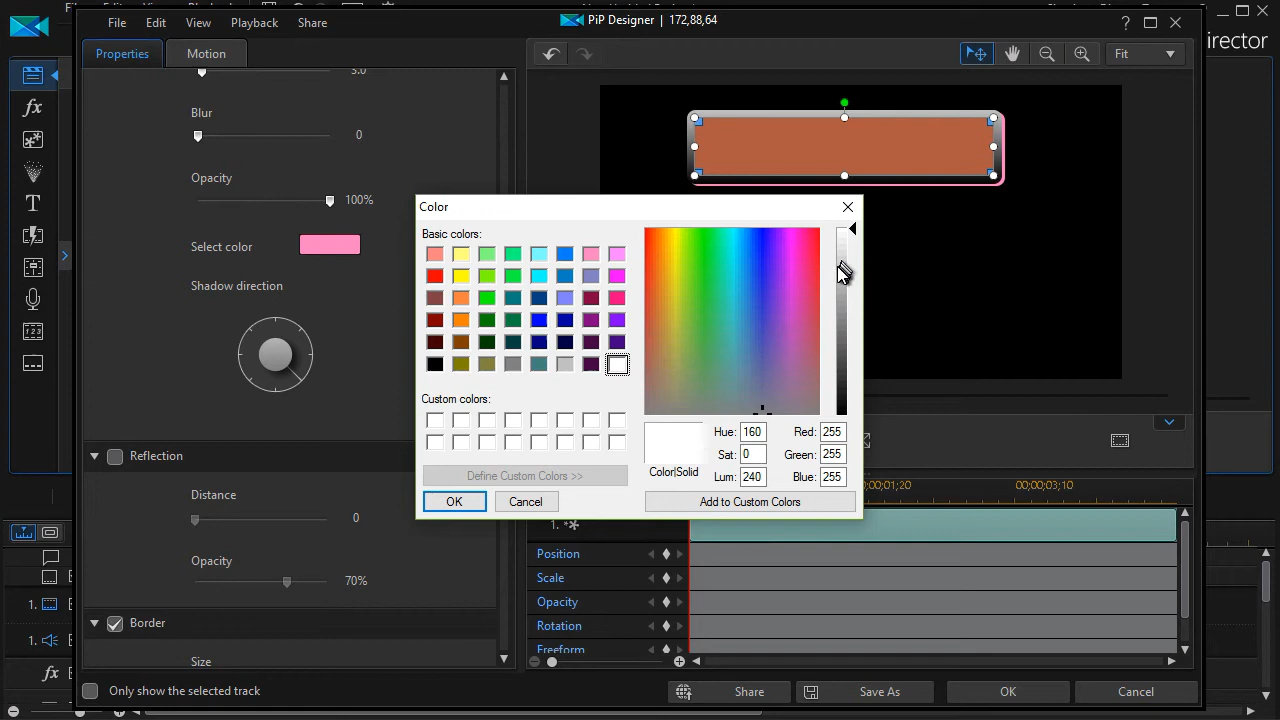 File Edit View Playback Share
PiP Designer | 172,88,64
?
irector
Properties
Motion
Fit
3.0
Blur
0
Opacity
100%
Select color
Shadow direction
Color
Basic colors:
Custom colors:
Define Custom Colors >>
OK
Cancel
Color|Solid
Hue: 160
Sat: 0
Lum: 240
Red: 255
Green: 255
Blue: 255
Add to Custom Colors
Reflection
Distance
0
Opacity
70%
Border
Size
00:00:03;10
1.
Position
Scale
Opacity
Rotation
Freeform
fx
T
1.
1.
fx
Only show the selected track
Share
Save As
OK
Cancel